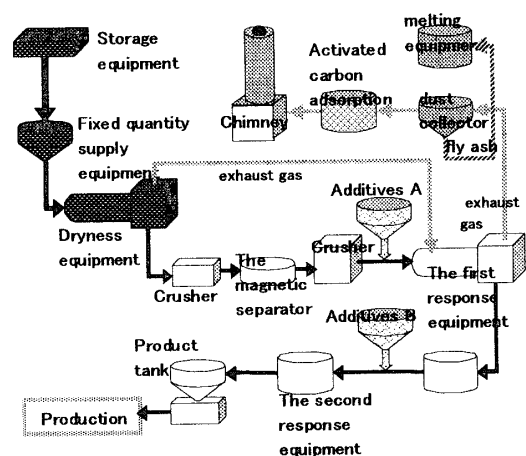 Storage
equipment
melting
equipment
Activated
carbon
adsorption
Chimney
dust
collector
fly ash
Fixed quantity
supply
equipmen
exhaust gas
Additives A
exhaust
gas
Dryness
equipment
Crusher
The
magnetic
separator
Crusher
The first
response
equipment
Additives B
Product
tank
Production
The second
response
equipment